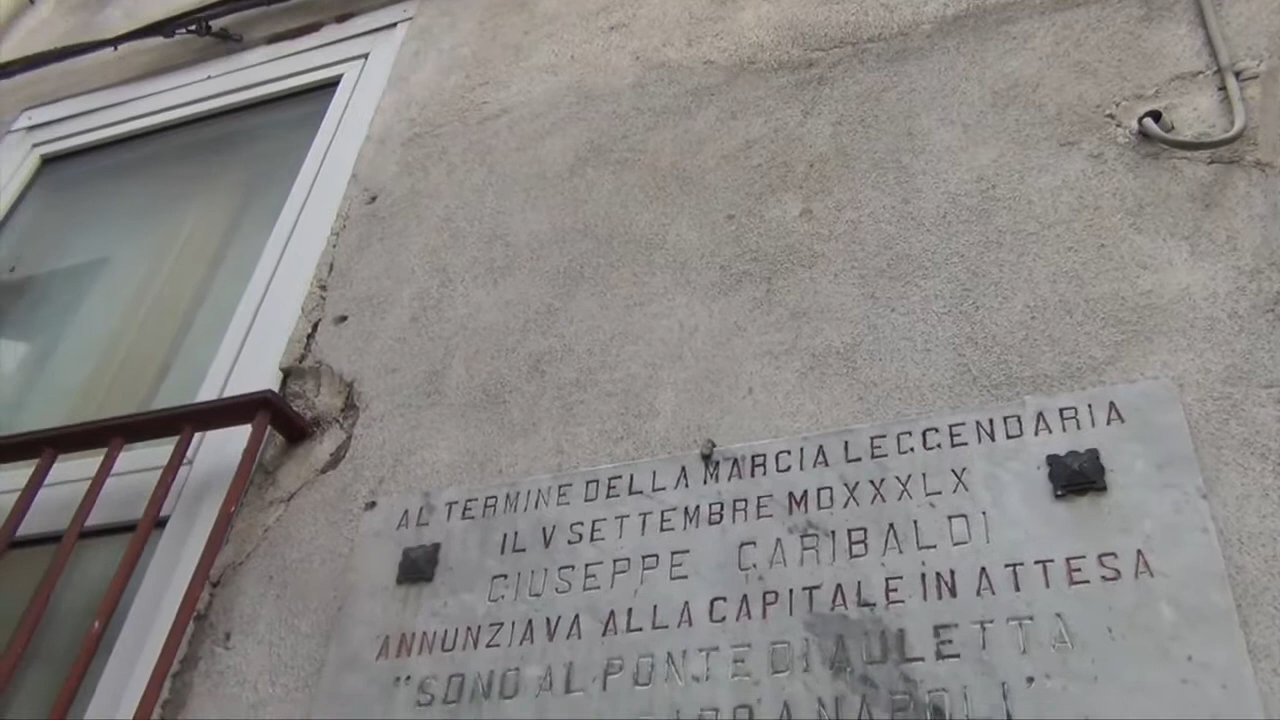 AL TERMINE DELLA MARCIA LEGGENDARIA
IL V SETTEMBRE MDXXXLX
GIUSEPPE GARIBALDI
ANNUNZIAVA ALLA CAPITALE IN ATTESA
"SONO AL PONTE DI AULETTA
A NAPOLI"